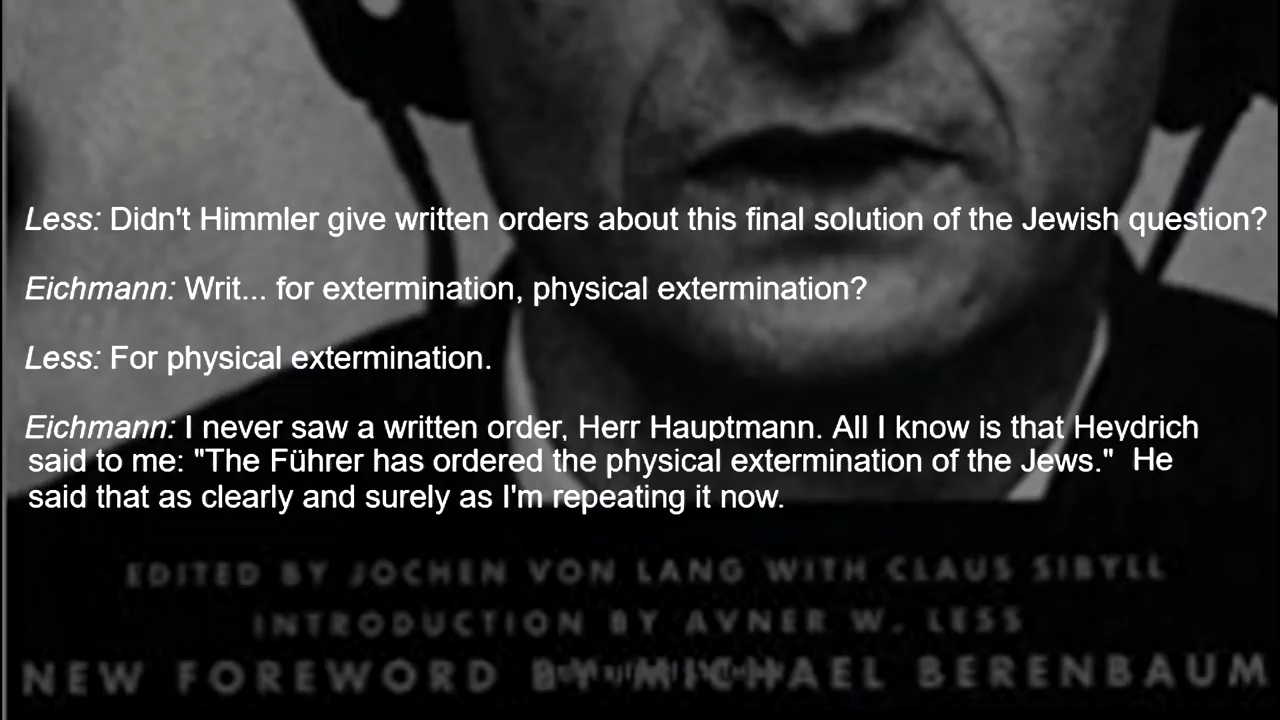 Less: Didn't Himmler give written orders about this final solution of the Jewish question?
Eichmann: Writ... for extermination, physical extermination?
Less: For physical extermination.
Eichmann: I never saw a written order, Herr Hauptmann. All I know is that Heydrich
said to me: "The Führer has ordered the physical extermination of the Jews." He
said that as clearly and surely as I'm repeating it now.
EDITED BY JOCHEN VON LANG WITH CLAUS SIBYLL
INTRODUCTION BY AVNER W. LESS
NEW FOREWORD BY MICHAEL BERENBAUM